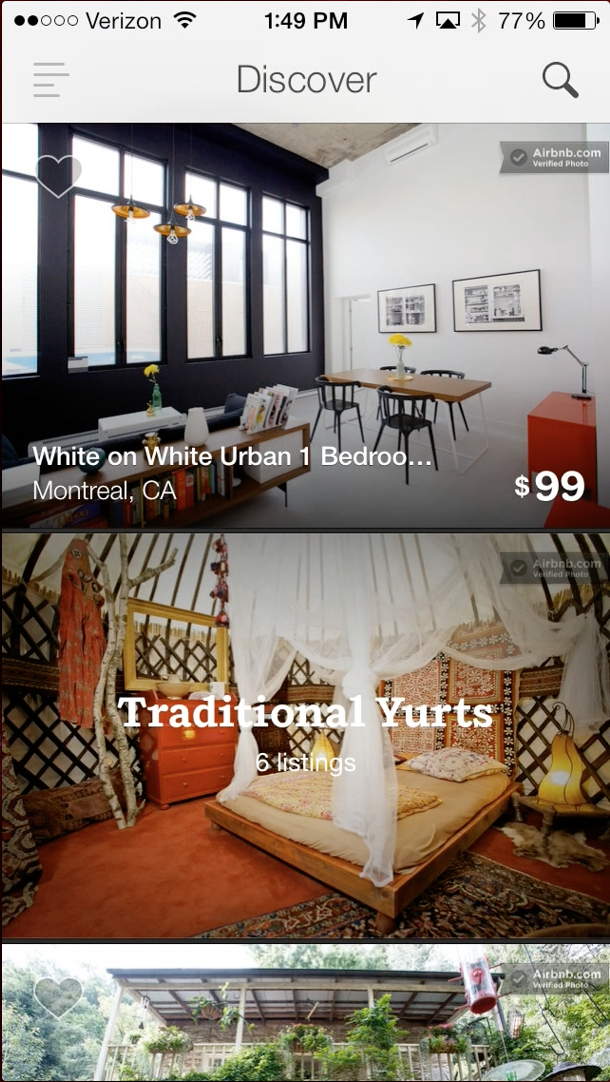 Verizon 1:49 PM 77%
Discover
Airbnb.com
Verified Photo
White on White Urban 1 Bedroo...
Montreal, CA
$99
Airbnb.com
Verified Photo
Traditional Yurts
6 listings
Airbnb.com
Verified Photo